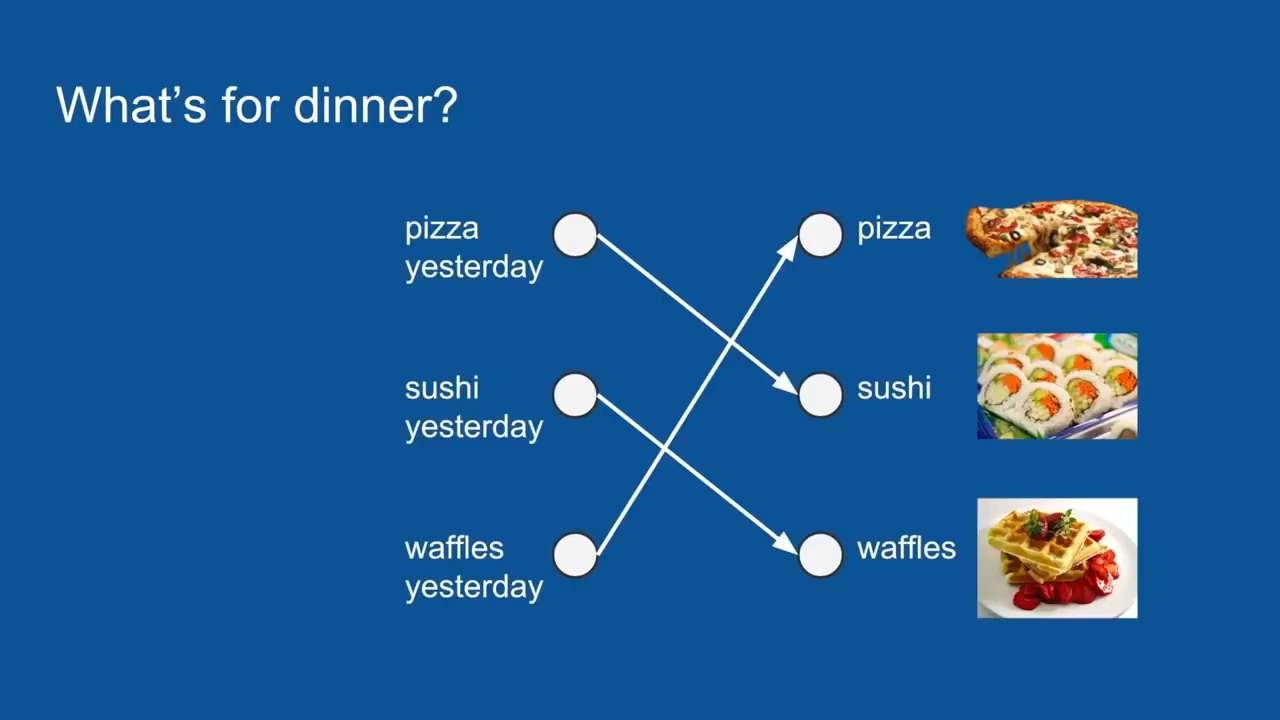 What's for dinner?
pizza
yesterday
pizza
sushi
yesterday
sushi
waffles
yesterday
waffles